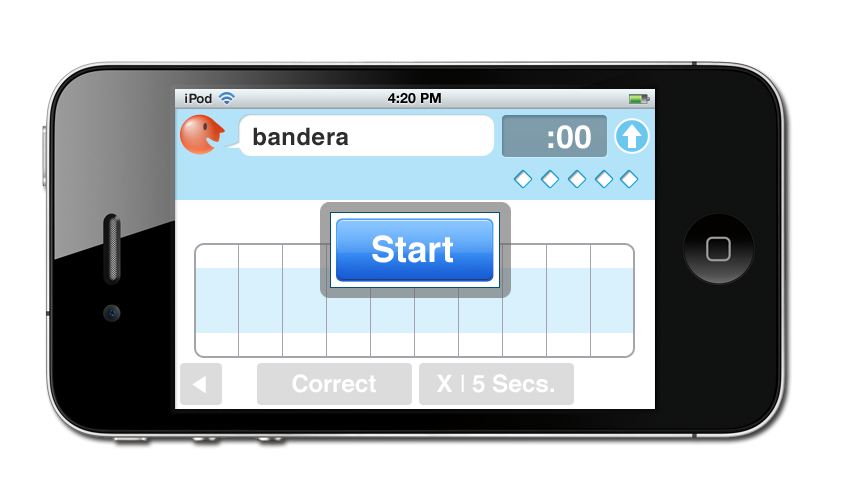 iPod 4:20 PM
bandera :00
Start
Correct X | 5 Secs.